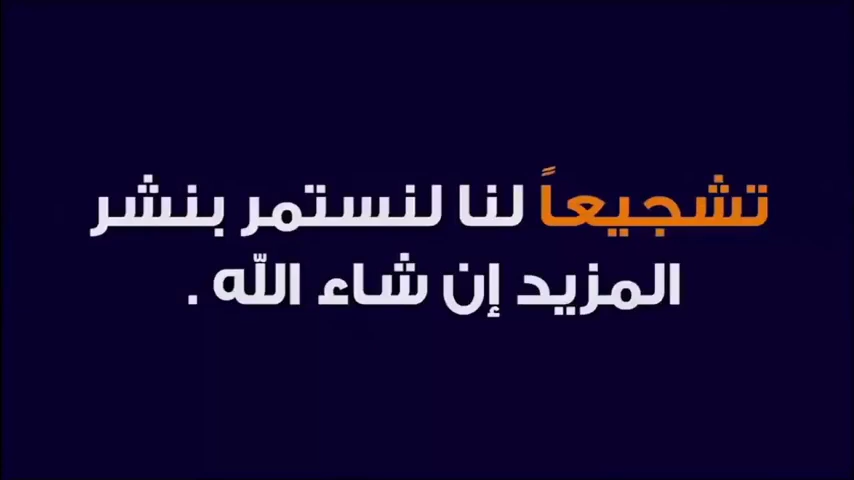 تشجيعاً لنا لنستمر بنشر
المزيد إن شاء الله .